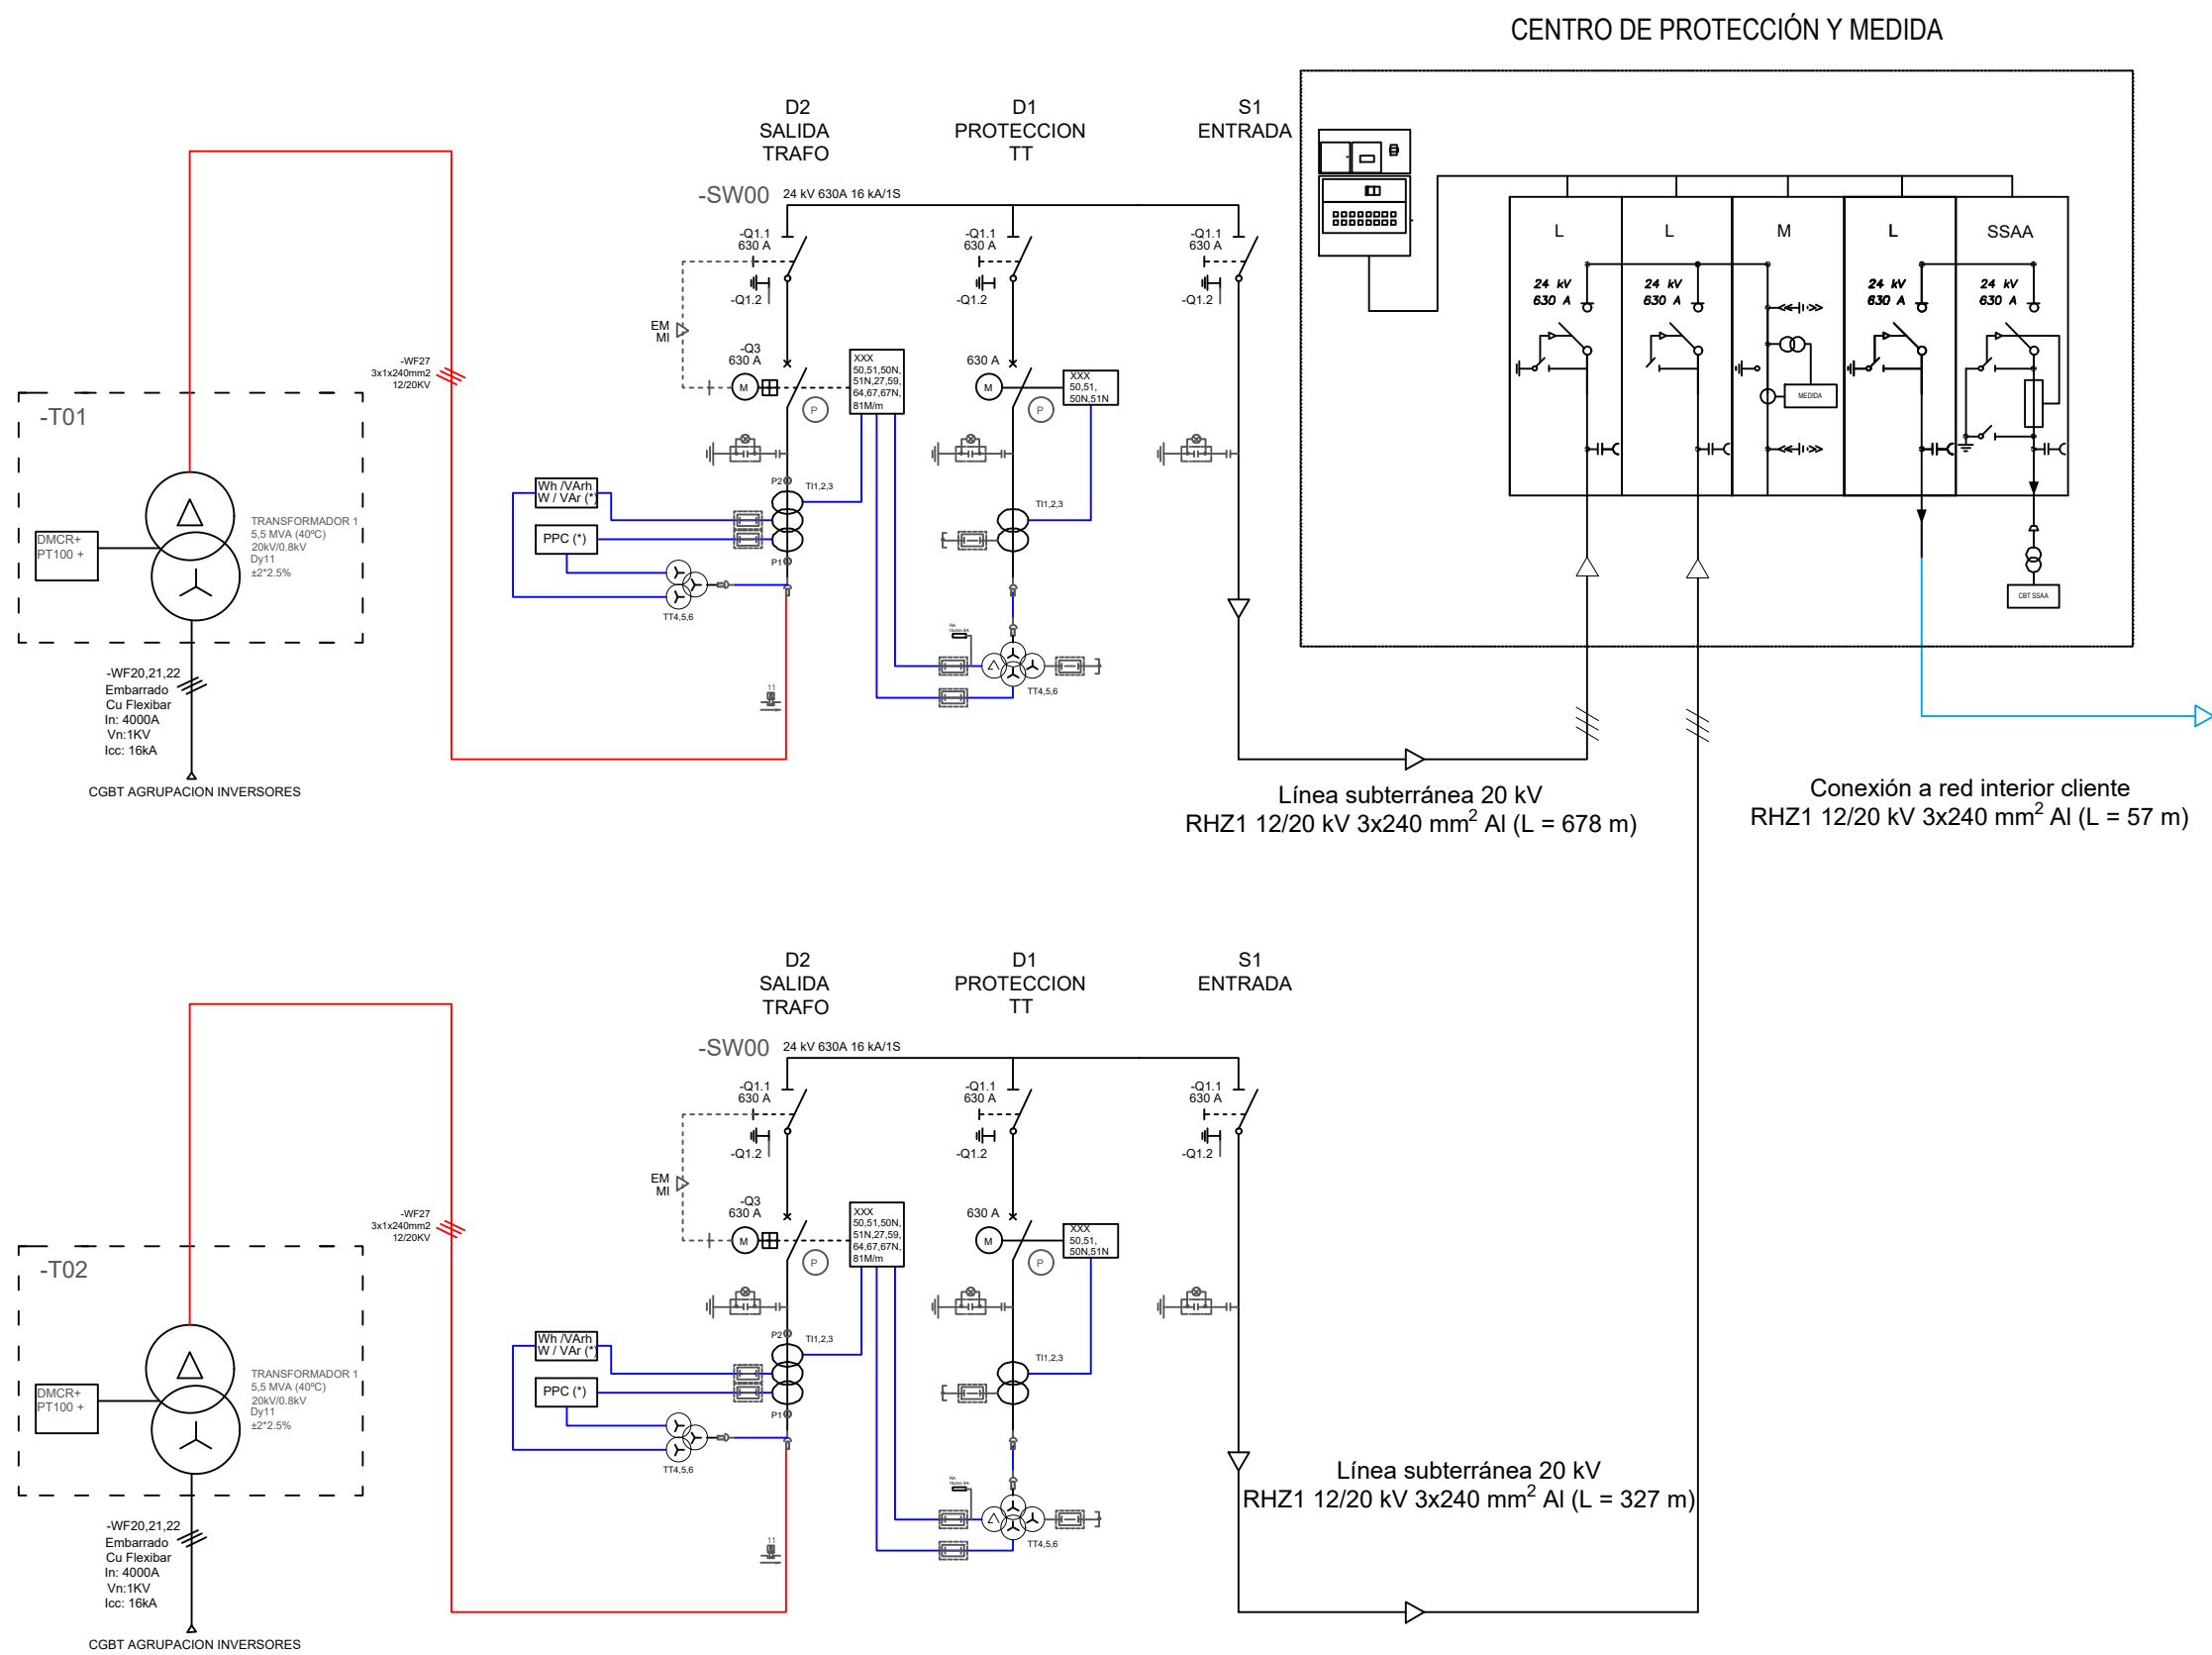 CENTRO DE PROTECCIÓN Y MEDIDA
D2
SALIDA
TRAFO
D1
PROTECCION
TT
S1
ENTRADA
-SW00
24 kV 630A 16 kA/1S
-Q1.1
630 A
-Q1.2
-Q1.1
630 A
-Q1.2
-Q1.1
630 A
-Q1.2
L
L
M
L
SSAA
24 kV
630 A
24 kV
630 A
24 kV
630 A
24 kV
630 A
MEDIDA
CBT SSAA
EM
MI
-Q3
630 A
M
P
XXX
50,51,50N,
51N,27,59,
64,67,67N,
81M/m
630 A
M
P
XXX
50,51,
50N,51N
-WF27
3x1x240mm2
12/20KV
-T01
DMCR+
PT100 +
TRANSFORMADOR 1
5,5 MVA (40ºC)
20kV/0.8kV
Dy11
±2*2.5%
Wh /VArh
W / VAr (*)
PPC (*)
P2
TI1,2,3
P1
TT4,5,6
TI1,2,3
TT4,5,6
11
-WF20,21,22
Embarrado
Cu Flexibar
In: 4000A
Vn:1KV
Icc: 16kA
CGBT AGRUPACION INVERSORES
Línea subterránea 20 kV
RHZ1 12/20 kV 3x240 mm² Al (L = 678 m)
Conexión a red interior cliente
RHZ1 12/20 kV 3x240 mm² Al (L = 57 m)
D2
SALIDA
TRAFO
D1
PROTECCION
TT
S1
ENTRADA
-SW00
24 kV 630A 16 kA/1S
-Q1.1
630 A
-Q1.2
-Q1.1
630 A
-Q1.2
-Q1.1
630 A
-Q1.2
EM
MI
-Q3
630 A
M
P
XXX
50,51,50N,
51N,27,59,
64,67,67N,
81M/m
630 A
M
P
XXX
50,51,
50N,51N
-WF27
3x1x240mm2
12/20KV
-T02
DMCR+
PT100 +
TRANSFORMADOR 1
5,5 MVA (40ºC)
20kV/0.8kV
Dy11
±2*2.5%
Wh /VArh
W / VAr (*)
PPC (*)
P2
TI1,2,3
P1
TT4,5,6
TI1,2,3
TT4,5,6
11
-WF20,21,22
Embarrado
Cu Flexibar
In: 4000A
Vn:1KV
Icc: 16kA
CGBT AGRUPACION INVERSORES
Línea subterránea 20 kV
RHZ1 12/20 kV 3x240 mm² Al (L = 327 m)